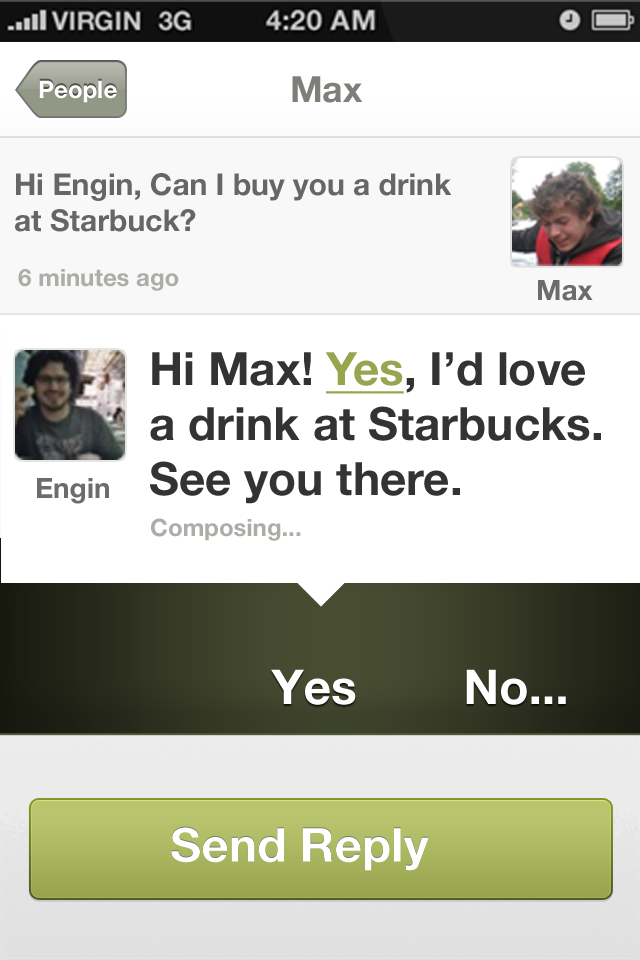 VIRGIN 3G 4:20 AM
People
Max
Hi Engin, Can I buy you a drink
at Starbuck?
6 minutes ago
Max
Hi Max! Yes, I’d love
a drink at Starbucks.
See you there.
Engin
Composing...
Yes No...
Send Reply